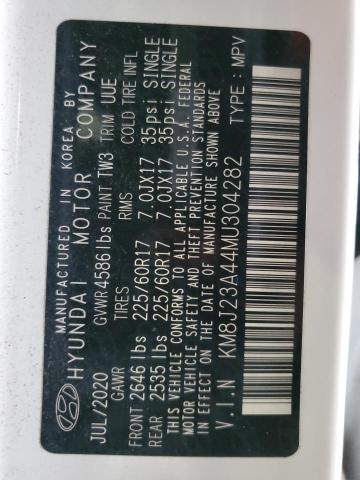 MANUFACTURED IN KOREA BY
HYUNDAI MOTOR COMPANY
JUL/2020 GVWR 4586 lbs PAINT TW3 TRIM UUE
GAWR TIRES RIMS COLD TIRE INFL
FRONT 2646 lbs 225/60R17 7.0JX17 35psi SINGLE
REAR 2535 lbs 225/60R17 7.0JX17 35psi SINGLE
THIS VEHICLE CONFORMS TO ALL APPLICABLE U.S.A. FEDERAL
MOTOR VEHICLE SAFETY AND THEFT PREVENTION STANDARDS
IN EFFECT ON THE DATE OF MANUFACTURE SHOWN ABOVE
V.I.N KM8J23A44MU304282 TYPE : MPV